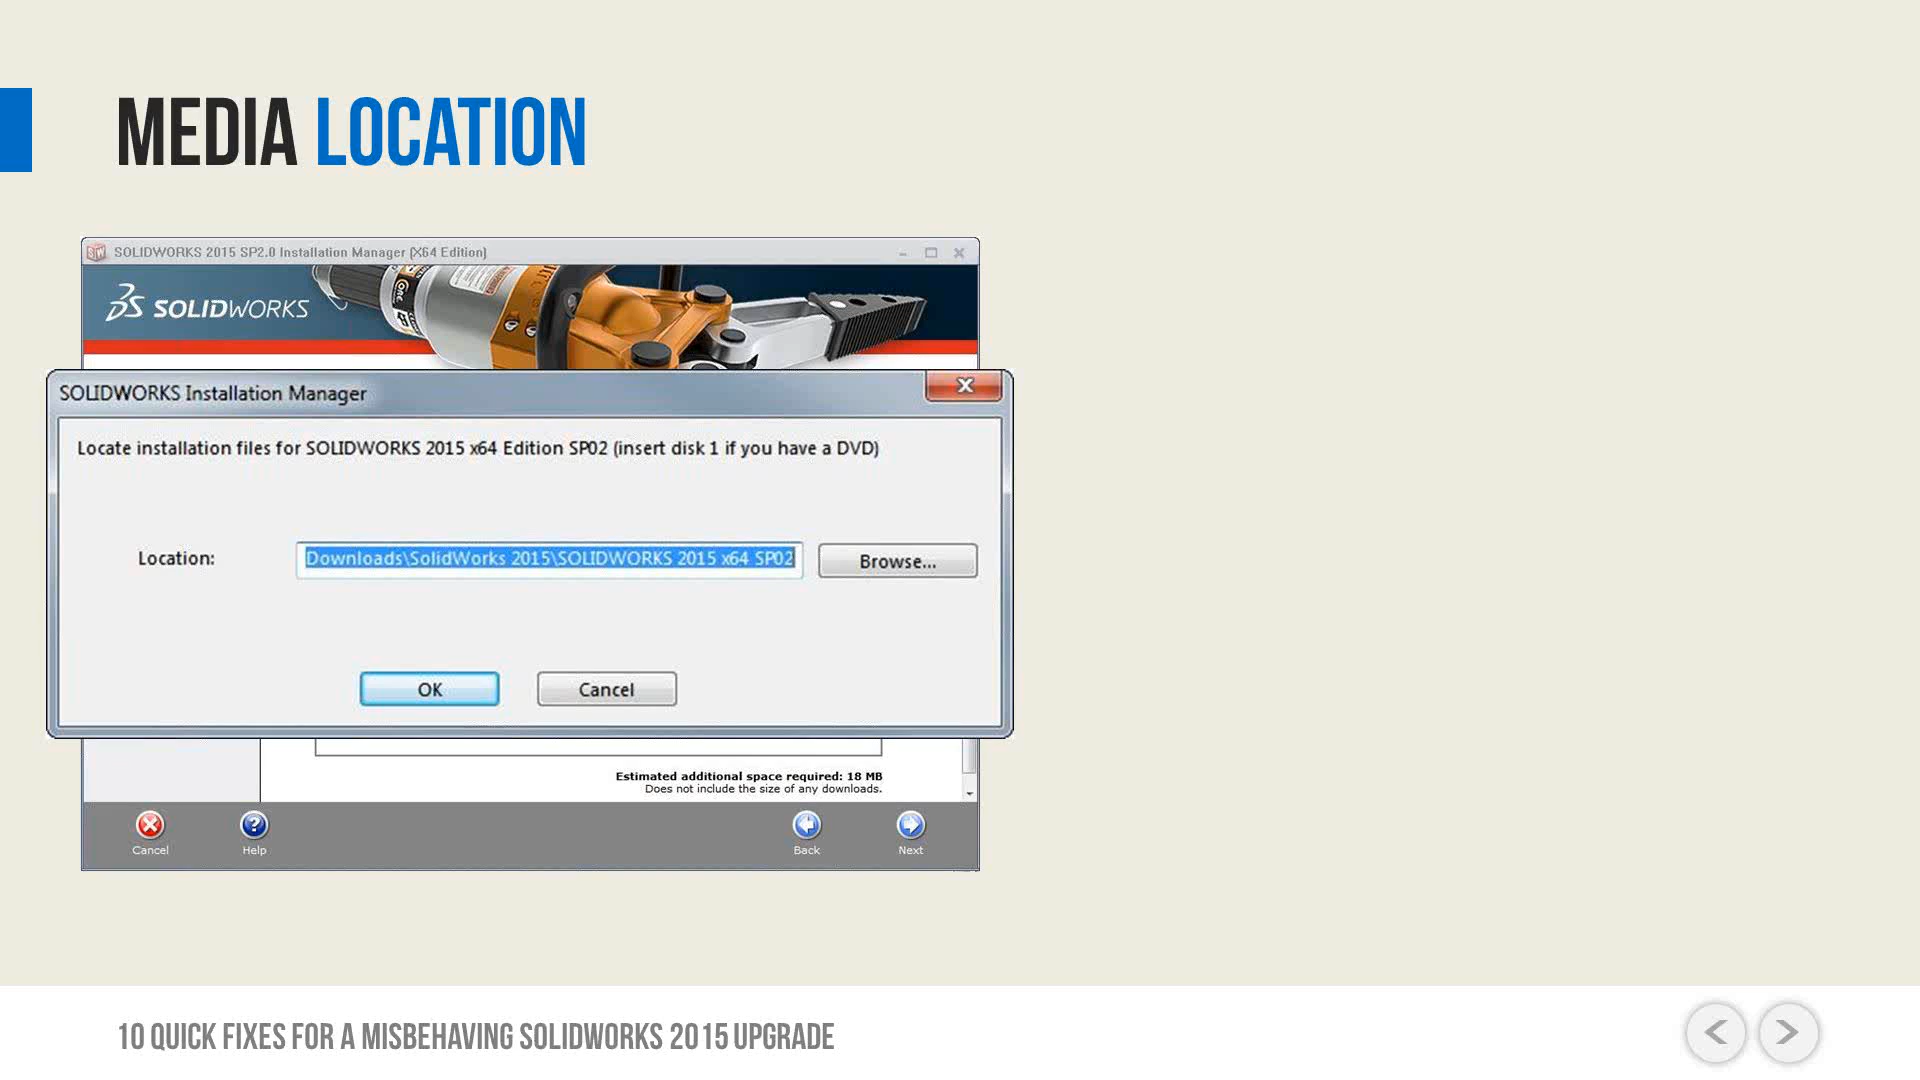 MEDIA LOCATION
SOLIDWORKS 2015 SP2.0 Installation Manager (X64 Edition)
SOLIDWORKS
SOLIDWORKS Installation Manager
Locate installation files for SOLIDWORKS 2015 x64 Edition SP02 (insert disk 1 if you have a DVD)
Location: Downloads\SolidWorks 2015\SOLIDWORKS 2015 x64 SP02 Browse...
OK Cancel
Estimated additional space required: 18 MB
Does not include the size of any downloads.
Cancel Help Back Next
10 QUICK FIXES FOR A MISBEHAVING SOLIDWORKS 2015 UPGRADE